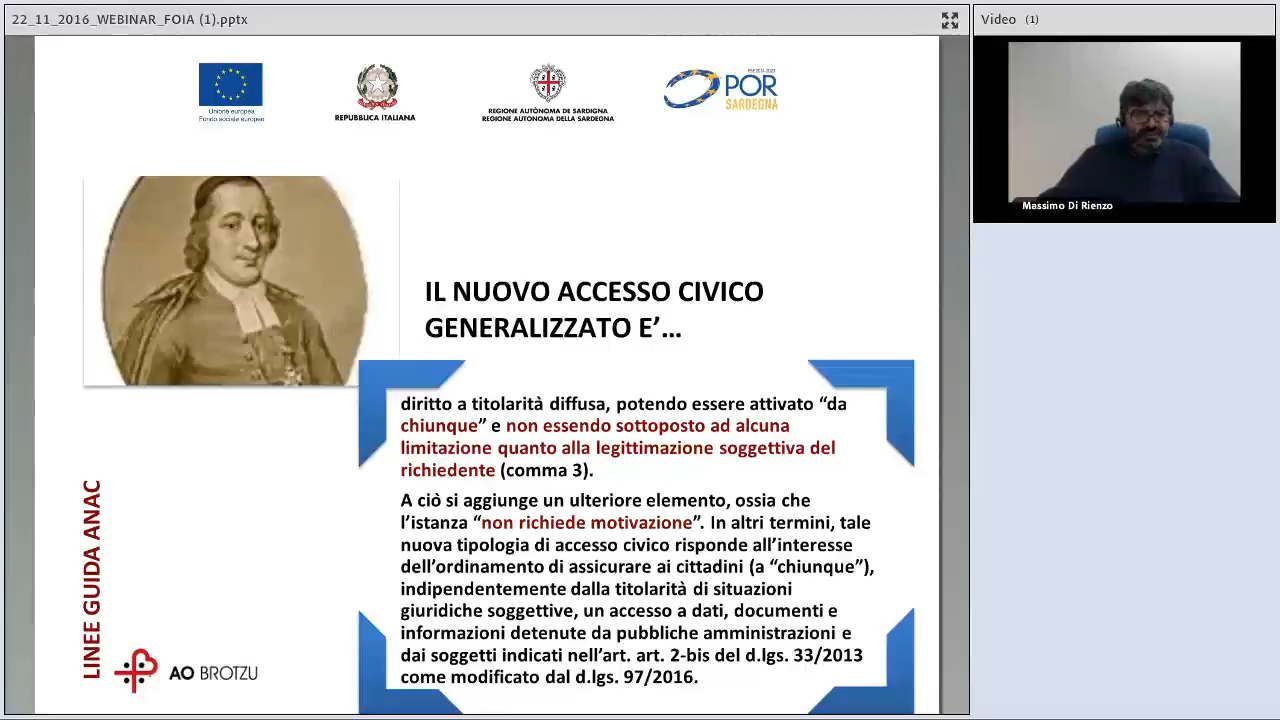 22_11_2016_WEBINAR_FOIA (1).pptx
Video (1)
Massimo Di Rienzo
Unione europea
Fondo sociale europeo
REPUBBLICA ITALIANA
REGIONE AUTÒNOMA DE SARDIGNA
REGIONE AUTONOMA DELLA SARDEGNA
FSE 2014-2020
POR
SARDEGNA
IL NUOVO ACCESSO CIVICO
GENERALIZZATO E’…
diritto a titolarità diffusa, potendo essere attivato “da
chiunque” e non essendo sottoposto ad alcuna
limitazione quanto alla legittimazione soggettiva del
richiedente (comma 3).
A ciò si aggiunge un ulteriore elemento, ossia che
l’istanza “non richiede motivazione”. In altri termini, tale
nuova tipologia di accesso civico risponde all’interesse
dell’ordinamento di assicurare ai cittadini (a “chiunque”),
indipendentemente dalla titolarità di situazioni
giuridiche soggettive, un accesso a dati, documenti e
informazioni detenute da pubbliche amministrazioni e
dai soggetti indicati nell’art. art. 2-bis del d.lgs. 33/2013
come modificato dal d.lgs. 97/2016.
LINEE GUIDA ANAC
AO BROTZU